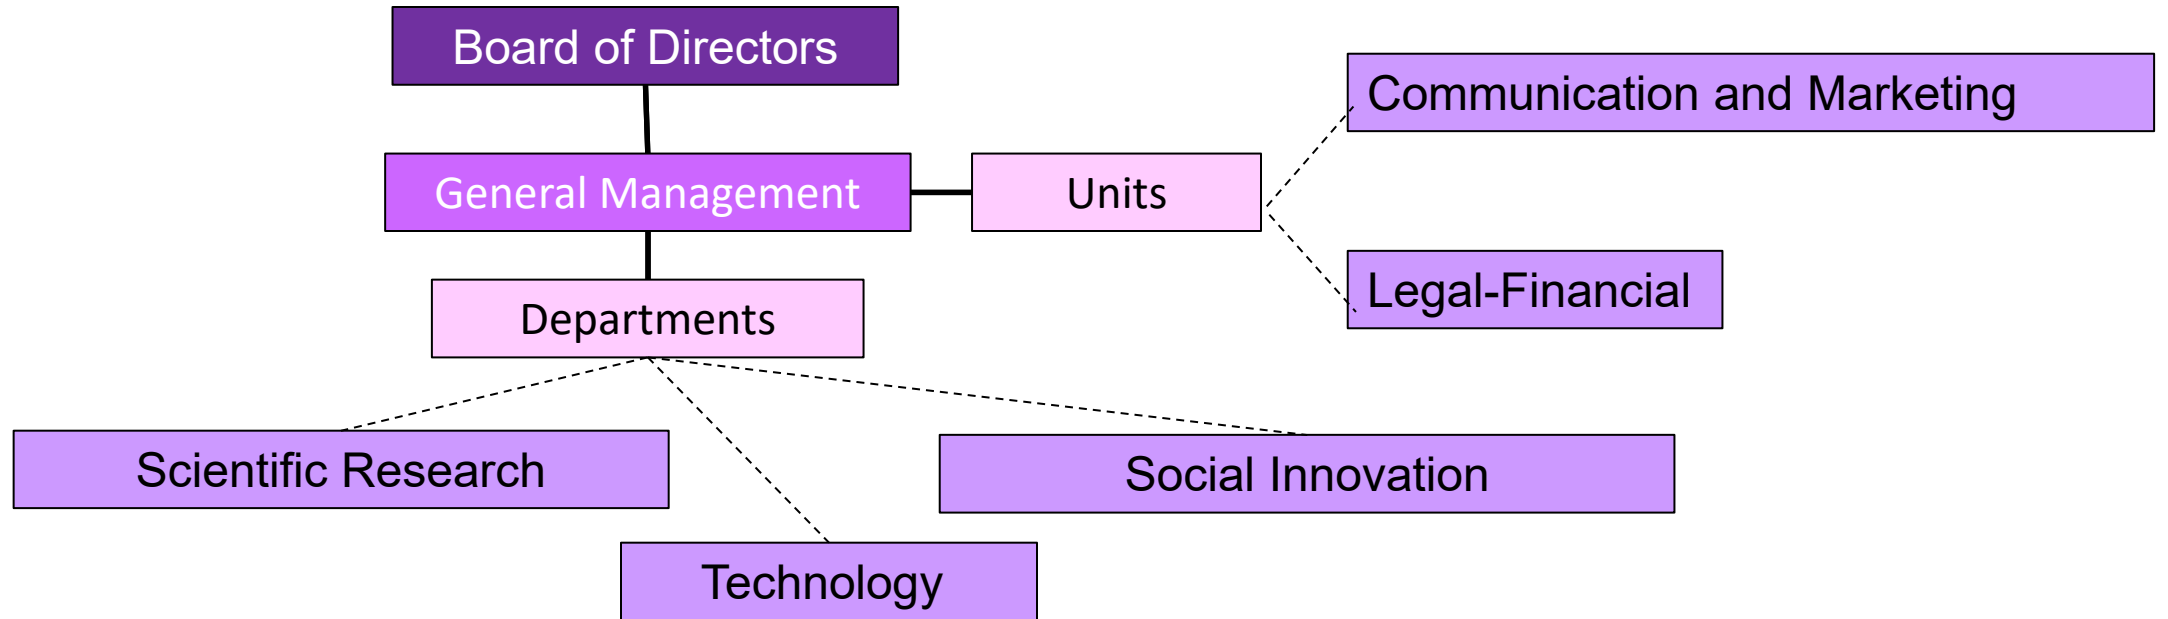 Board of Directors
Communication and Marketing
General Management
Units
Legal-Financial
Departments
Scientific Research
Social Innovation
Technology